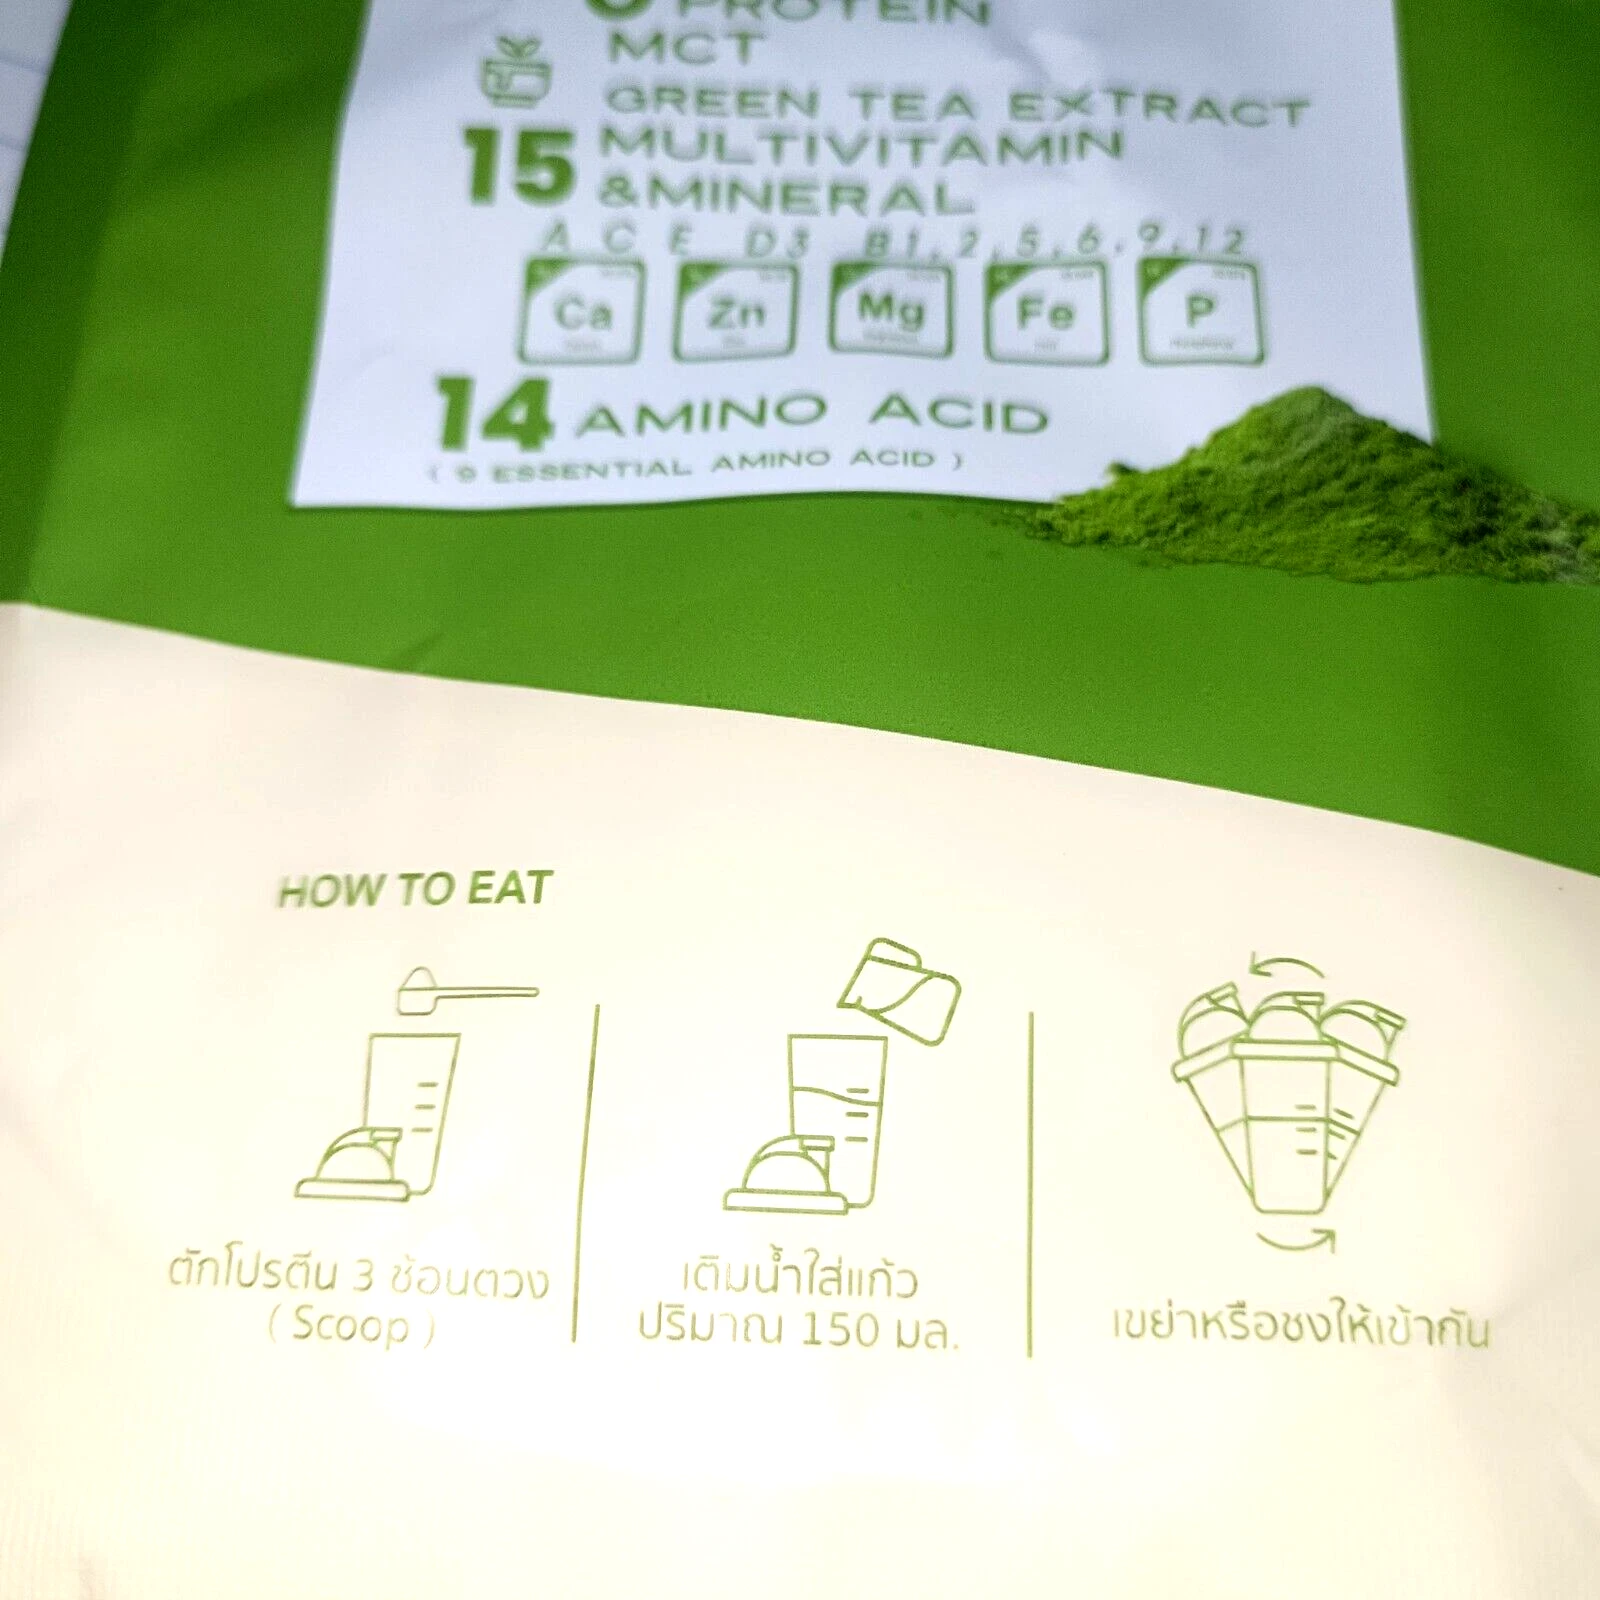 PROTEIN
MCT
GREEN TEA EXTRACT
15 MULTIVITAMIN
&MINERAL
A C E D3 B1,2,5,6,9,12
Ca Zn Mg Fe P
14 AMINO ACID
( 9 ESSENTIAL AMINO ACID )
HOW TO EAT
ตักโปรตีน 3 ช้อนตวง
( Scoop )
เติมน้ำใส่แก้ว
ปริมาณ 150 มล.
เขย่าหรือชงให้เข้ากัน